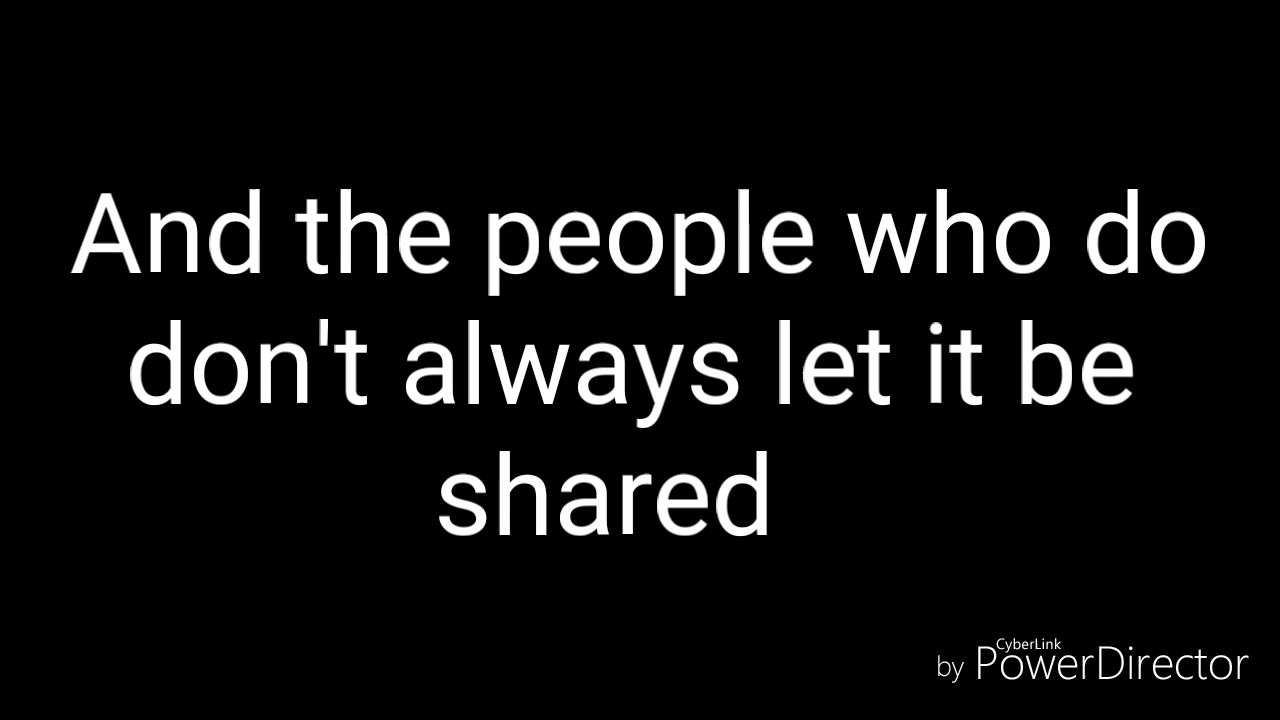 And the people who do
don't always let it be
shared
CyberLink
by PowerDirector